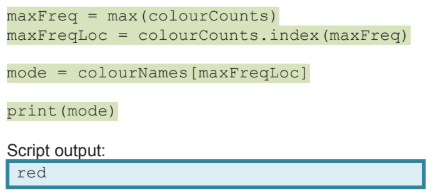 maxFreq = max(colourCounts)
maxFreqLoc = colourCounts.index(maxFreq)
mode = colourNames[maxFreqLoc]
print(mode)
Script output:
red